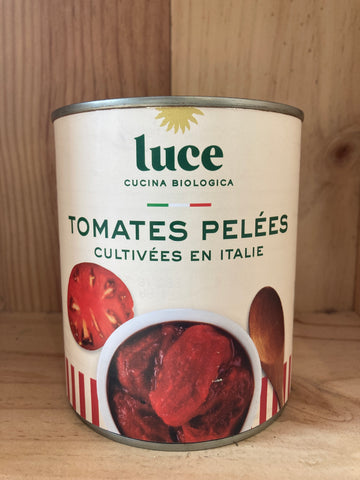 luce
CUCINA BIOLOGICA
TOMATES PELÉES
CULTIVÉES EN ITALIE